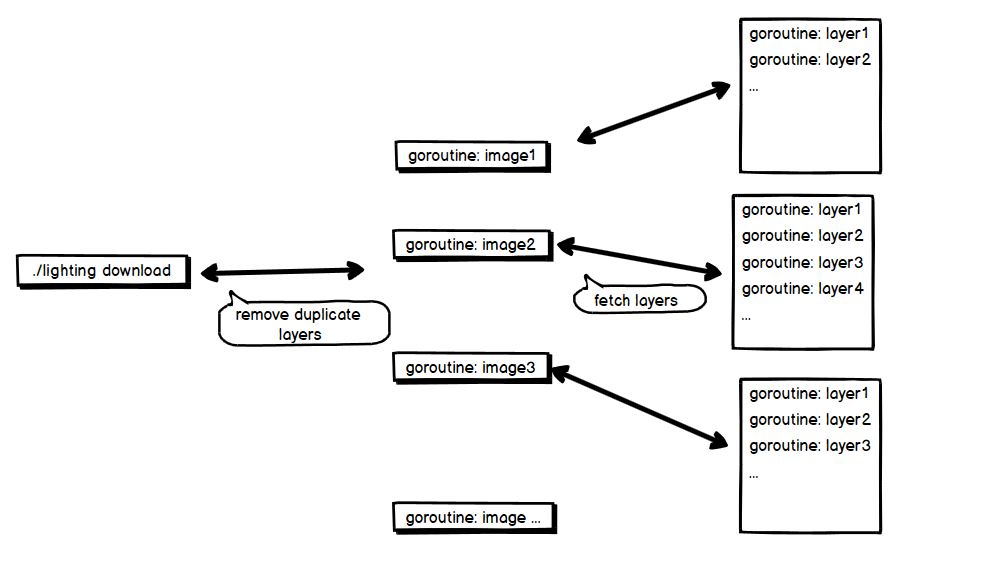 ./lighting download
remove duplicate
layers
goroutine: image1
goroutine: image2
goroutine: image3
goroutine: image ...
fetch layers
goroutine: layer1
goroutine: layer2
...
goroutine: layer1
goroutine: layer2
goroutine: layer3
goroutine: layer4
...
goroutine: layer1
goroutine: layer2
goroutine: layer3
...